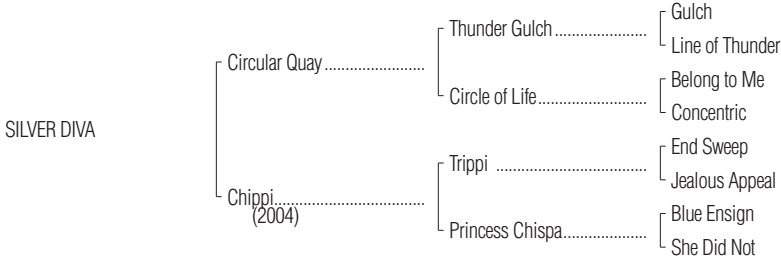 Gulch
Thunder Gulch
Line of Thunder
Circular Quay
Belong to Me
Circle of Life
Concentric
SILVER DIVA
End Sweep
Trippi
Jealous Appeal
Chippi
(2004)
Blue Ensign
Princess Chispa
She Did Not